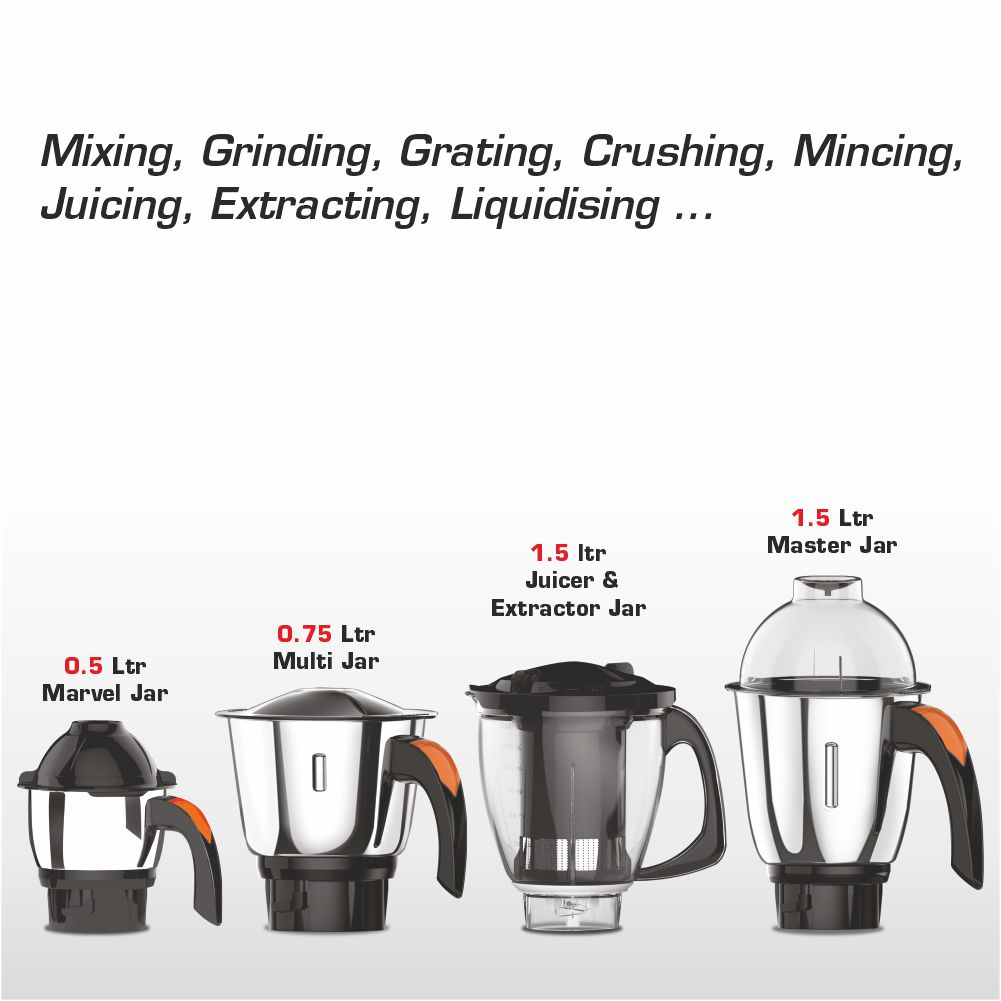 Mixing, Grinding, Grating, Crushing, Mincing,
Juicing, Extracting, Liquidising ...
0.5 Ltr
Marvel Jar
0.75 Ltr
Multi Jar
1.5 ltr
Juicer &
Extractor Jar
1.5 Ltr
Master Jar